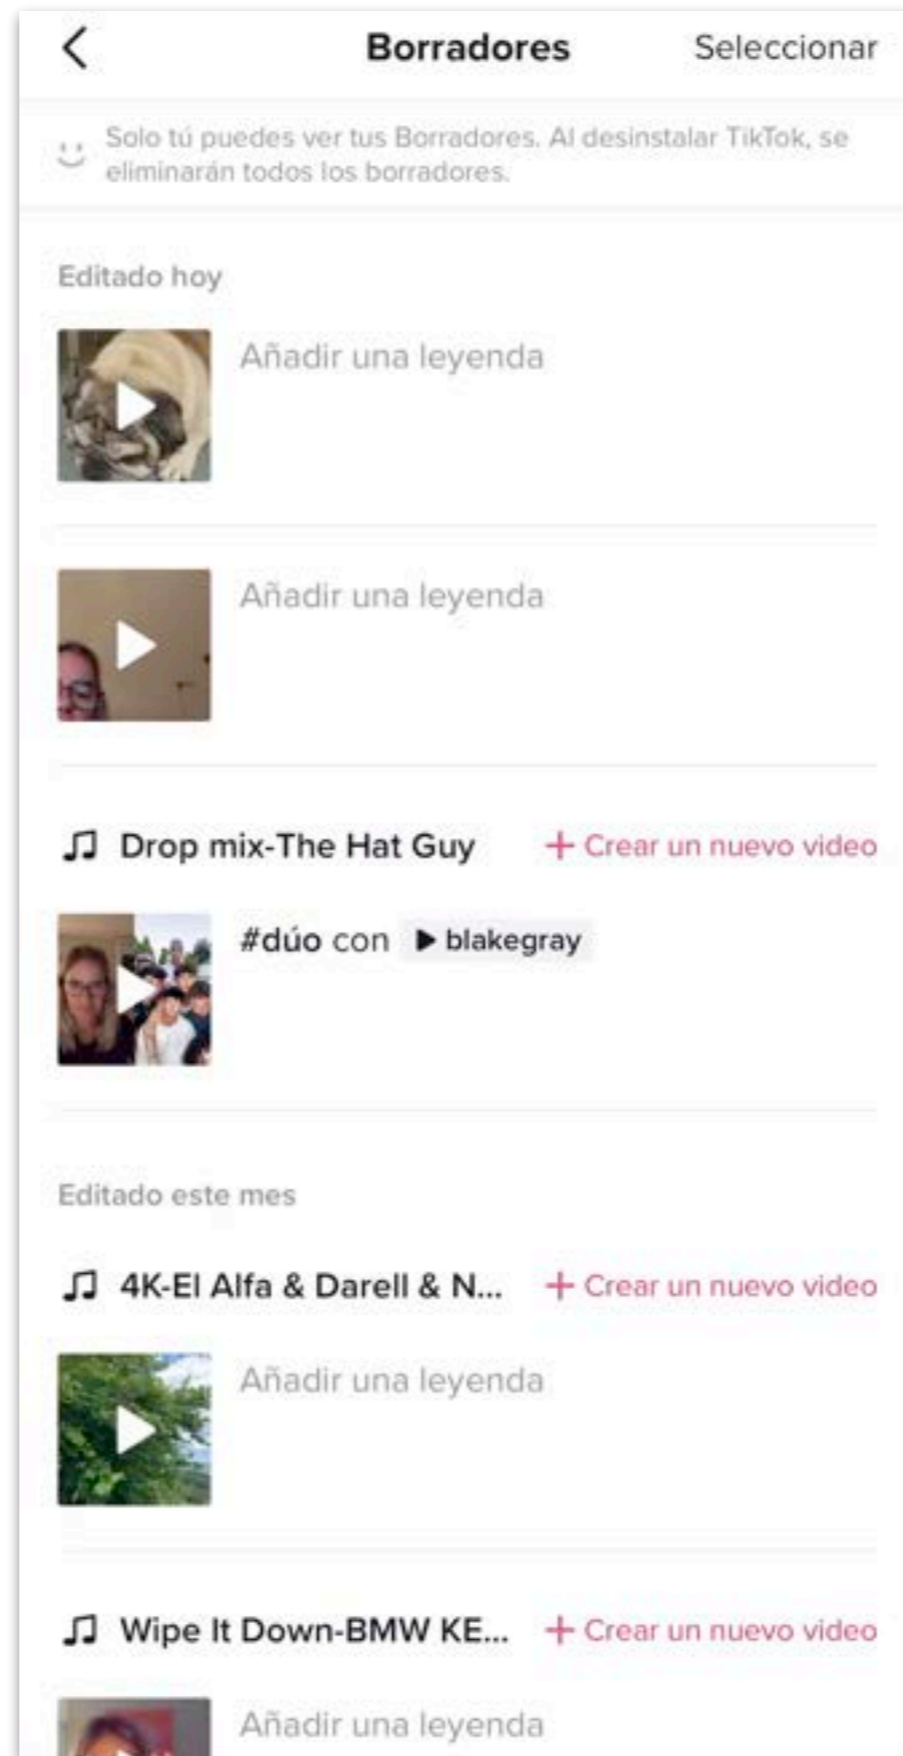 Borradores Seleccionar
Solo tú puedes ver tus Borradores. Al desinstalar TikTok, se
eliminarán todos los borradores.
Editado hoy
Añadir una leyenda
Añadir una leyenda
Drop mix-The Hat Guy + Crear un nuevo video
#dúo con ▶ blakegray
Editado este mes
4K-El Alfa & Darell & N... + Crear un nuevo video
Añadir una leyenda
Wipe It Down-BMW KE... + Crear un nuevo video
Añadir una leyenda